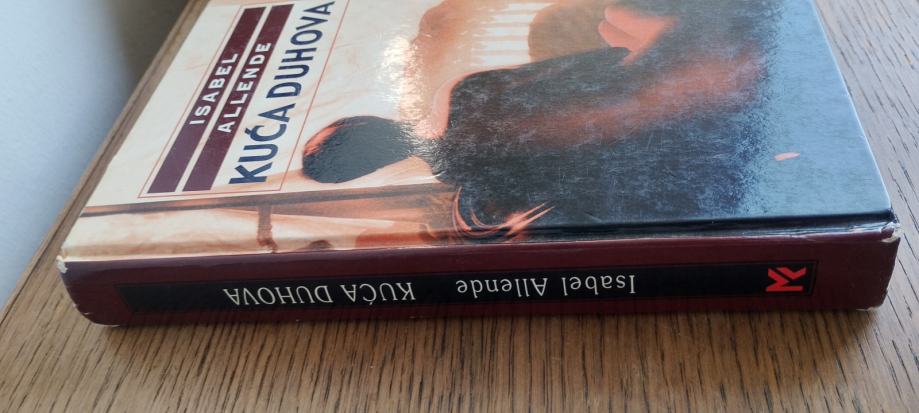 ISABEL
ALLENDE
KUĆA DUHOVA
Isabel Allende KUĆA DUHOVA